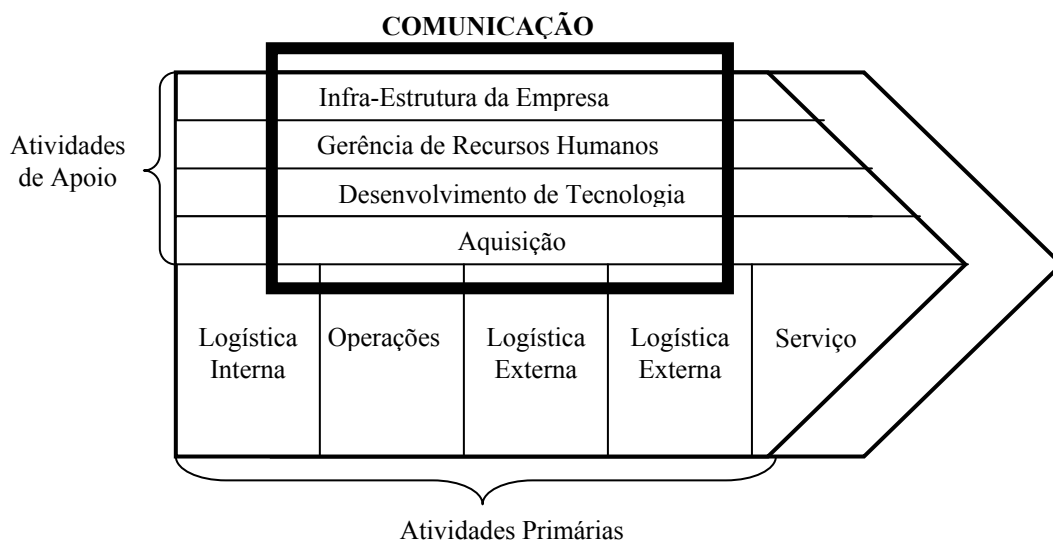 COMUNICAÇÃO
Infra-Estrutura da Empresa
Gerência de Recursos Humanos
Desenvolvimento de Tecnologia
Aquisição
Atividades
de Apoio
Logística
Interna
Operações
Logística
Externa
Logística
Externa
Serviço
Atividades Primárias